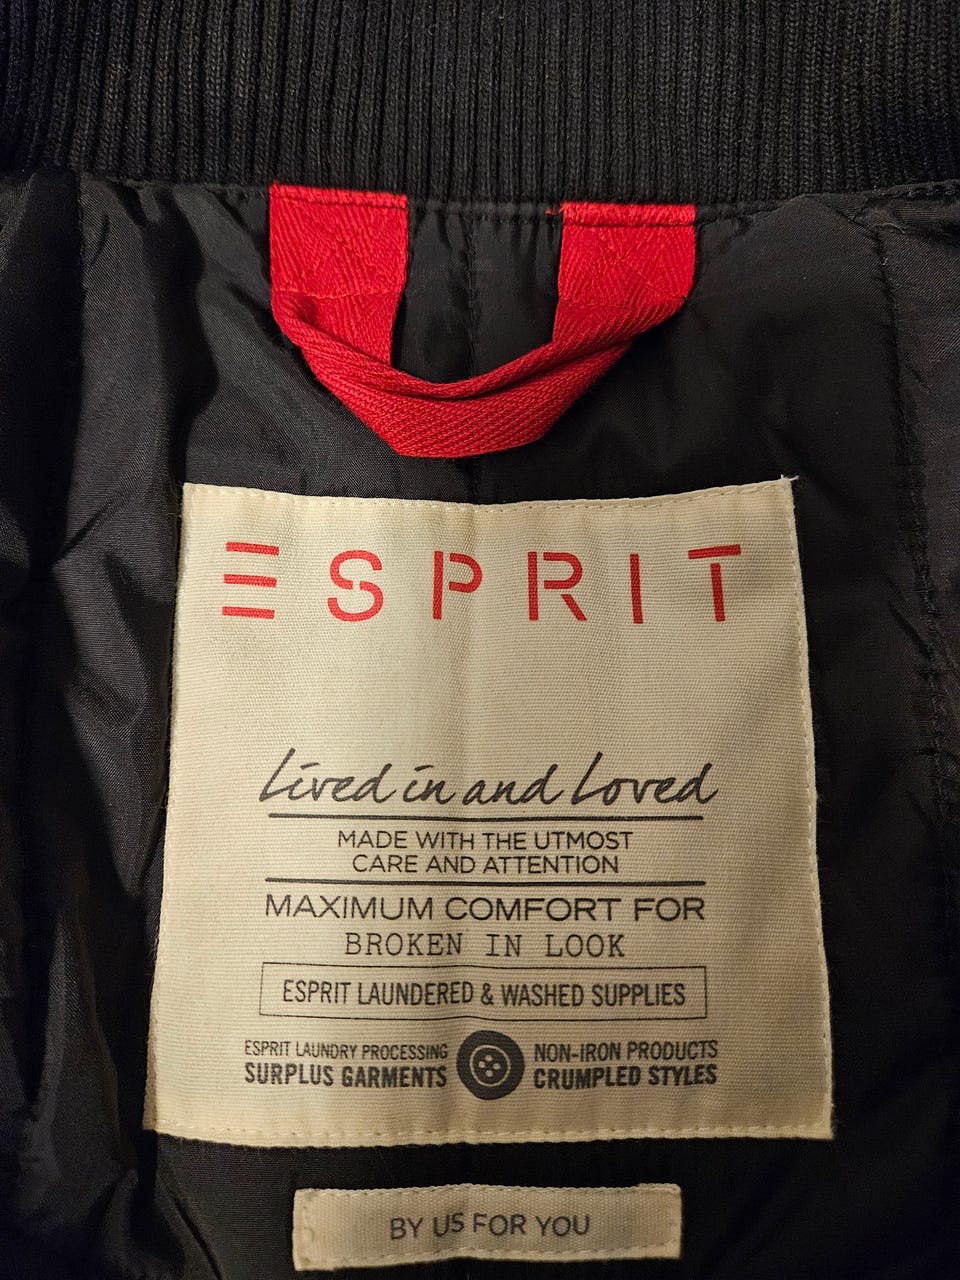 ESPRIT
Lived in and Loved
MADE WITH THE UTMOST
CARE AND ATTENTION
MAXIMUM COMFORT FOR
BROKEN IN LOOK
ESPRIT LAUNDERED & WASHED SUPPLIES
ESPRIT LAUNDRY PROCESSING
SURPLUS GARMENTS
NON-IRON PRODUCTS
CRUMPLED STYLES
BY US FOR YOU